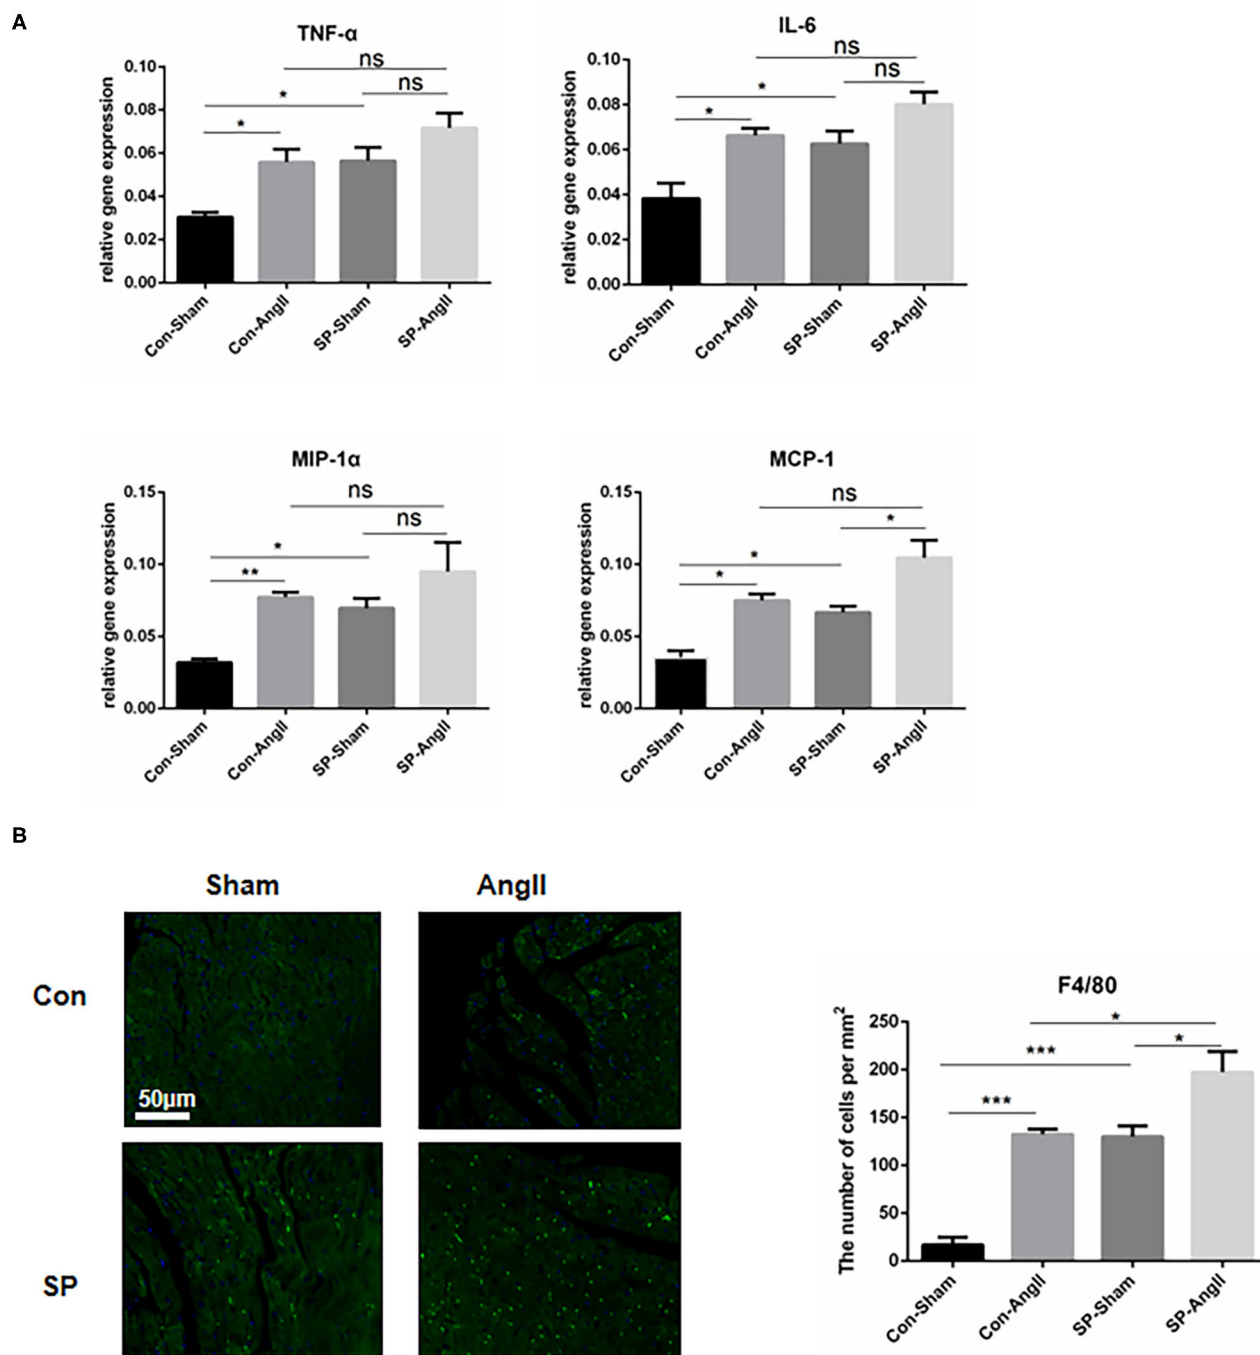 A
TNF-α
relative gene expression
0.10
0.08
0.06
0.04
0.02
0.00
ns
ns
*
*
Con-Sham
Con-AngII
SP-Sham
SP-AngII
IL-6
relative gene expression
0.10
0.08
0.06
0.04
0.02
0.00
ns
ns
*
*
Con-Sham
Con-AngII
SP-Sham
SP-AngII
MIP-1α
relative gene expression
0.15
0.10
0.05
0.00
ns
ns
*
**
Con-Sham
Con-AngII
SP-Sham
SP-AngII
MCP-1
relative gene expression
0.15
0.10
0.05
0.00
ns
*
*
*
Con-Sham
Con-AngII
SP-Sham
SP-AngII
B
Sham
AngII
Con
50μm
SP
F4/80
The number of cells per mm²
250
200
150
100
50
0
*
*
***
***
Con-Sham
Con-AngII
SP-Sham
SP-AngII